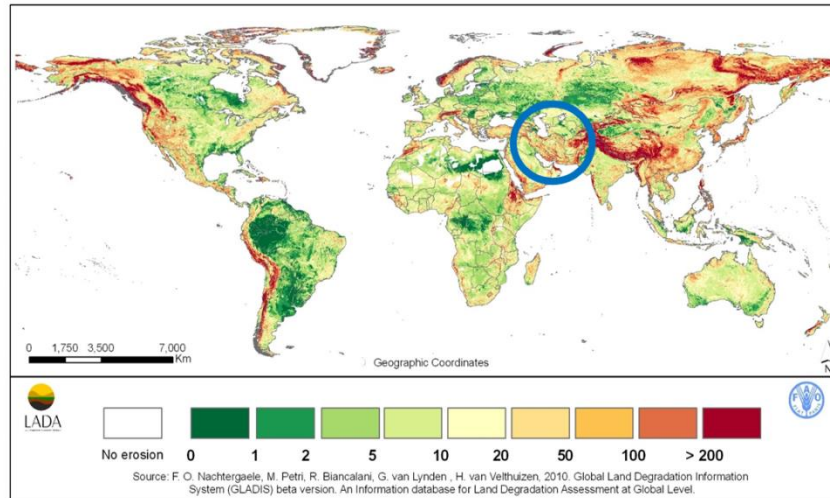 0 1,750 3,500 7,000
Km
Geographic Coordinates
N
LADA
FAO
No erosion 0 1 2 5 10 20 50 100 > 200
Source: F. O. Nachtergaele, M. Petri, R. Biancalani, G. van Lynden , H. van Velthuizen, 2010. Global Land Degradation Information
System (GLADIS) beta version. An Information database for Land Degradation Assessment at Global Level.